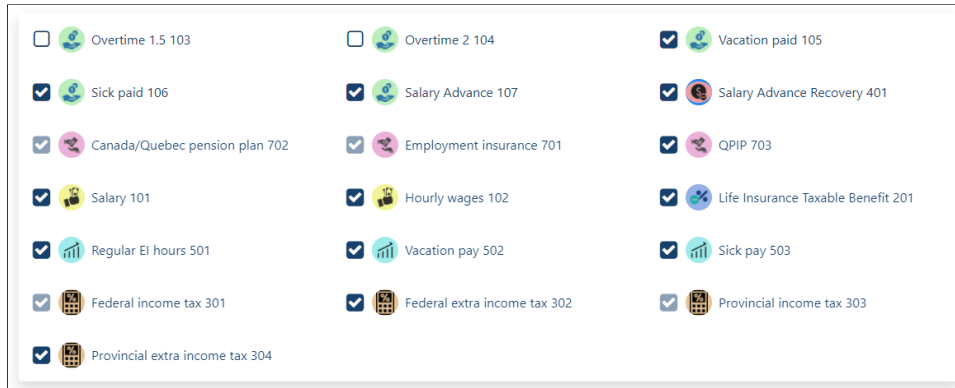 Overtime 1.5 103
Overtime 2 104
Vacation paid 105
Sick paid 106
Salary Advance 107
Salary Advance Recovery 401
Canada/Quebec pension plan 702
Employment insurance 701
QPIP 703
Salary 101
Hourly wages 102
Life Insurance Taxable Benefit 201
Regular EI hours 501
Vacation pay 502
Sick pay 503
Federal income tax 301
Federal extra income tax 302
Provincial income tax 303
Provincial extra income tax 304